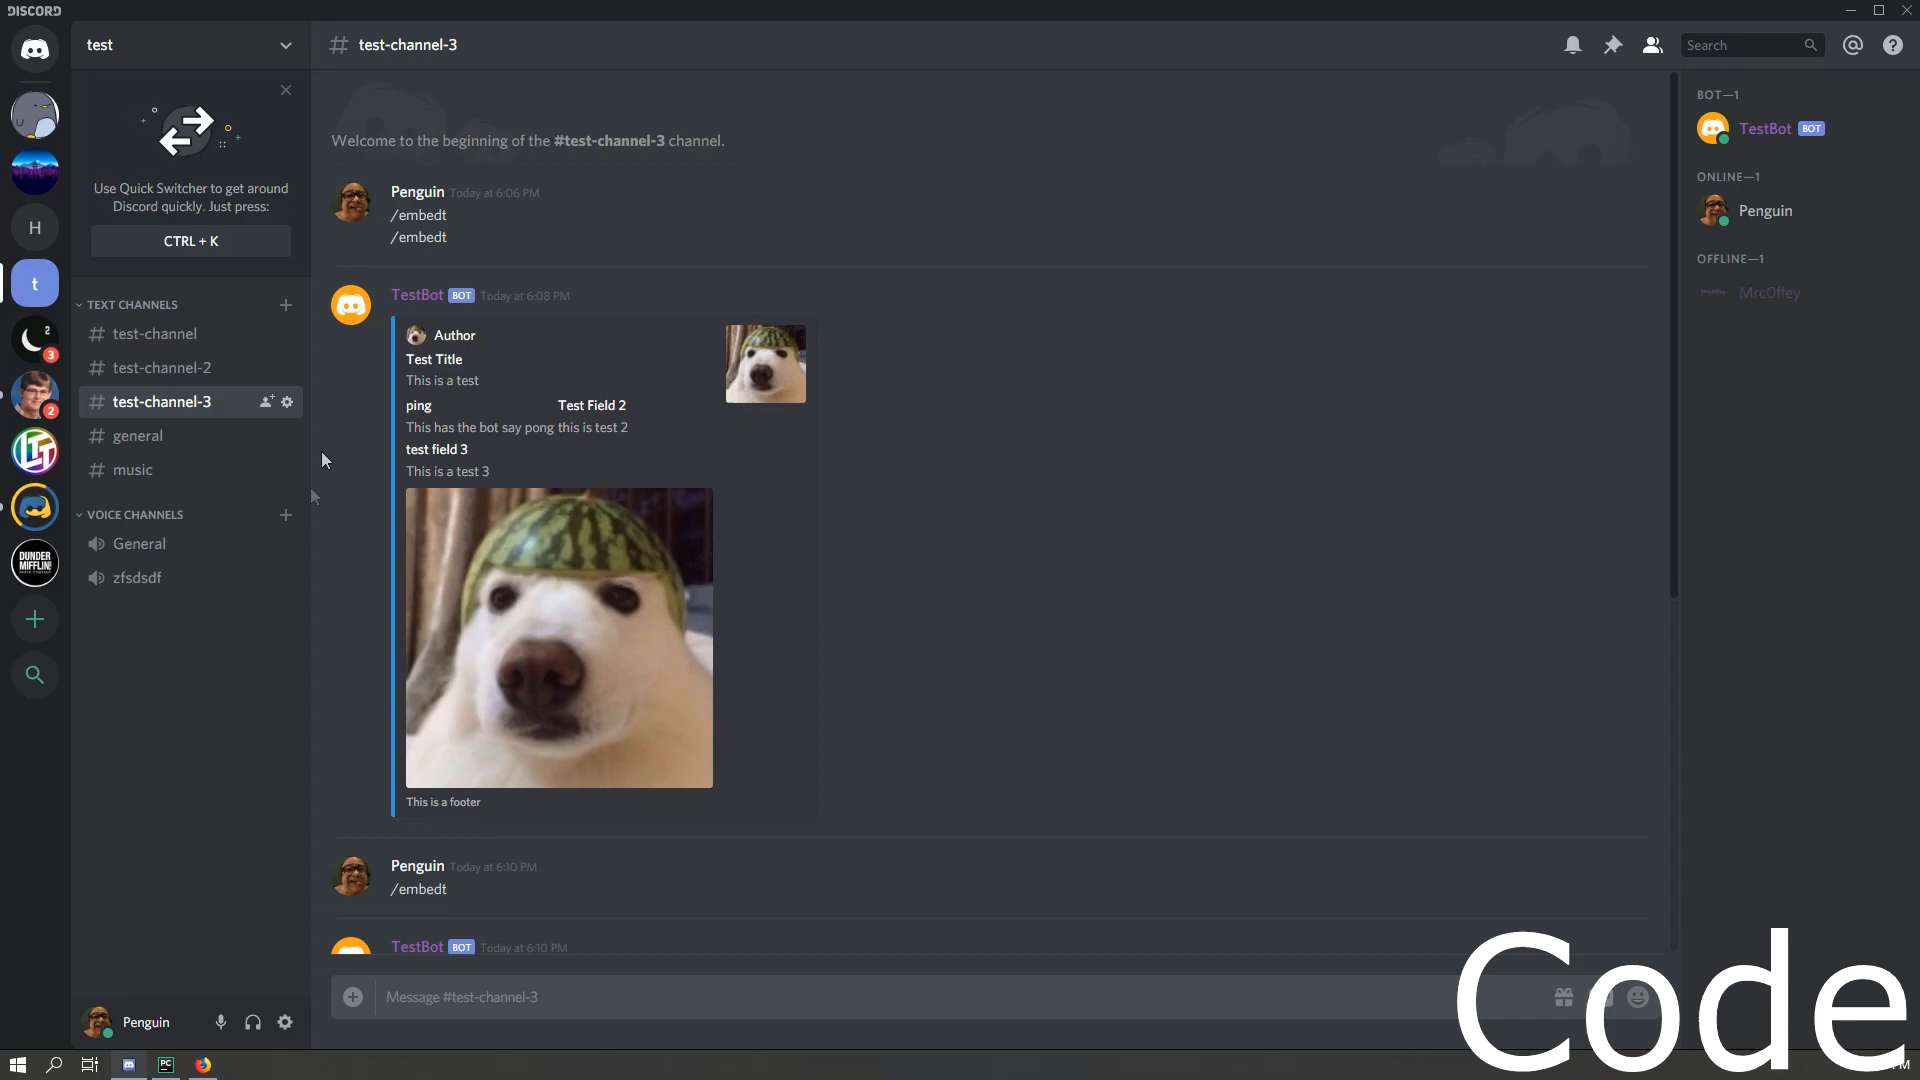 DISCORD
test
# test-channel-3
Search
Use Quick Switcher to get around
Discord quickly. Just press:
CTRL + K
H
t
2
3
2
DUNDER
MIFFLIN
TEXT CHANNELS
# test-channel
# test-channel-2
# test-channel-3
# general
# music
VOICE CHANNELS
General
zfsdsdf
Penguin
Welcome to the beginning of the #test-channel-3 channel.
Penguin Today at 6:06 PM
/embedt
/embedt
TestBot BOT Today at 6:08 PM
Author
Test Title
This is a test
ping Test Field 2
This has the bot say pong this is test 2
test field 3
This is a test 3
This is a footer
Penguin Today at 6:10 PM
/embedt
TestBot BOT Today at 6:10 PM
Message #test-channel-3
BOT—1
TestBot BOT
ONLINE—1
Penguin
OFFLINE—1
Mrc0ffey
Code
PC